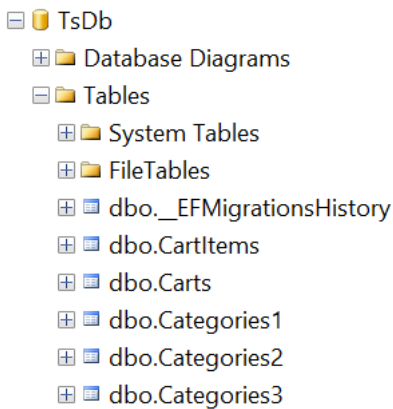 TsDb
Database Diagrams
Tables
System Tables
FileTables
dbo.__EFMigrationsHistory
dbo.CartItems
dbo.Carts
dbo.Categories1
dbo.Categories2
dbo.Categories3